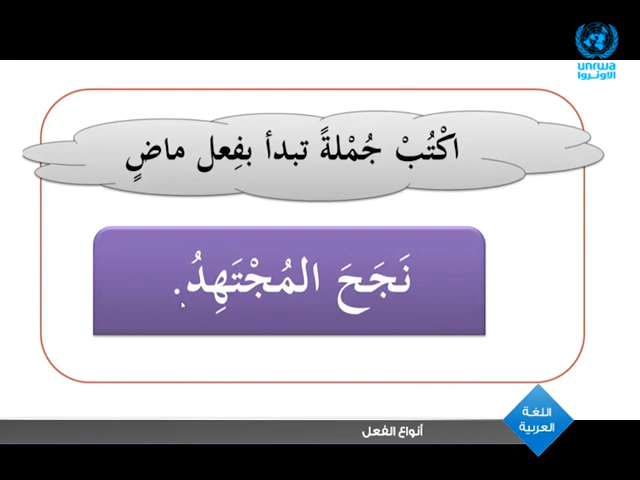 unrwa
الأونروا
اكْتُبْ جُمْلةً تبدأ بفِعل ماضٍ
نَجَحَ المُجْتَهِدُ.
اللغة
العربية
أنواع الفعل